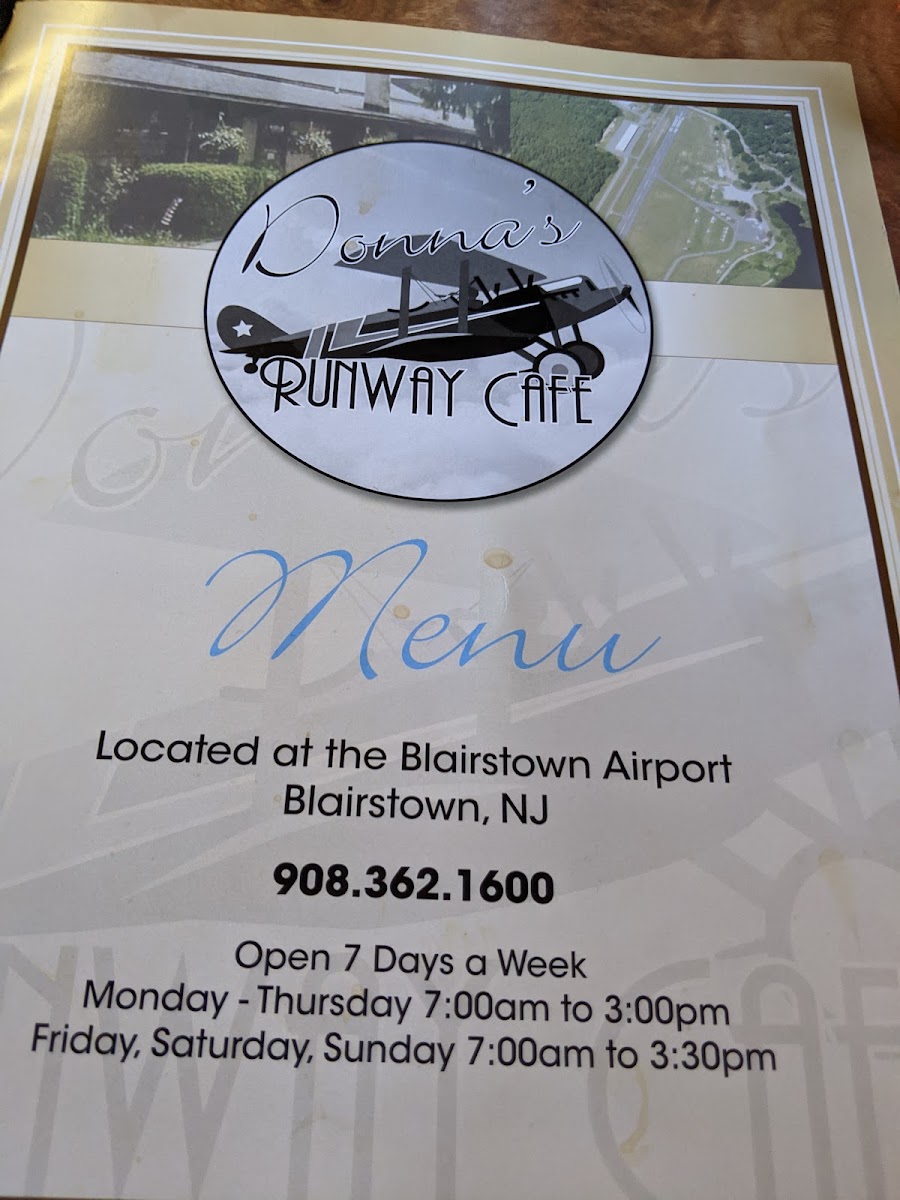 Donna's
RUNWAY CAFE
Menu
Located at the Blairstown Airport
Blairstown, NJ
908.362.1600
Open 7 Days a Week
Monday - Thursday 7:00am to 3:00pm
Friday, Saturday, Sunday 7:00am to 3:30pm